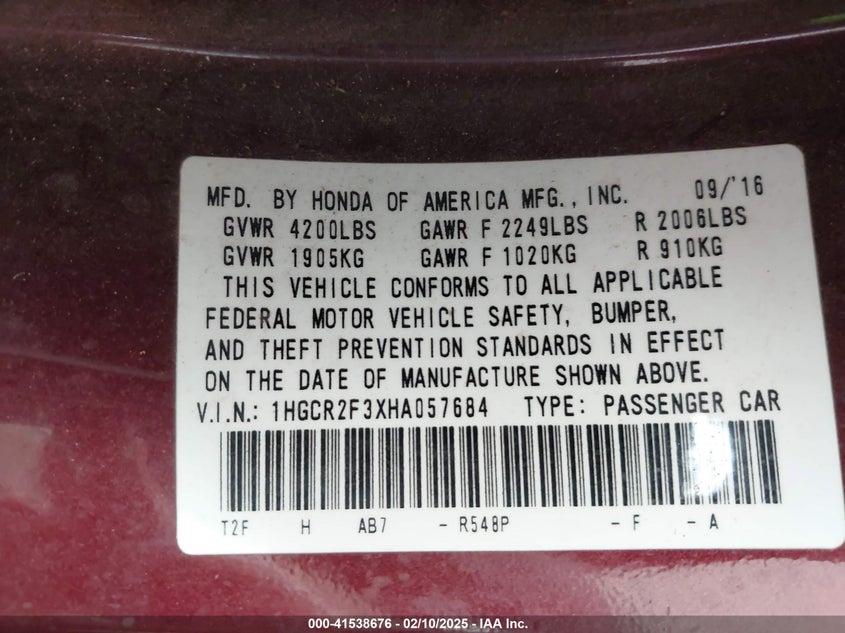 MFD. BY HONDA OF AMERICA MFG., INC. 09/'16
GVWR 4200LBS GAWR F 2249LBS R 2006LBS
GVWR 1905KG GAWR F 1020KG R 910KG
THIS VEHICLE CONFORMS TO ALL APPLICABLE
FEDERAL MOTOR VEHICLE SAFETY, BUMPER,
AND THEFT PREVENTION STANDARDS IN EFFECT
ON THE DATE OF MANUFACTURE SHOWN ABOVE.
V.I.N.: 1HGCR2F3XHA057684 TYPE: PASSENGER CAR
T2F H AB7 - R548P - F - A
000-41538676 - 02/10/2025 - IAA Inc.